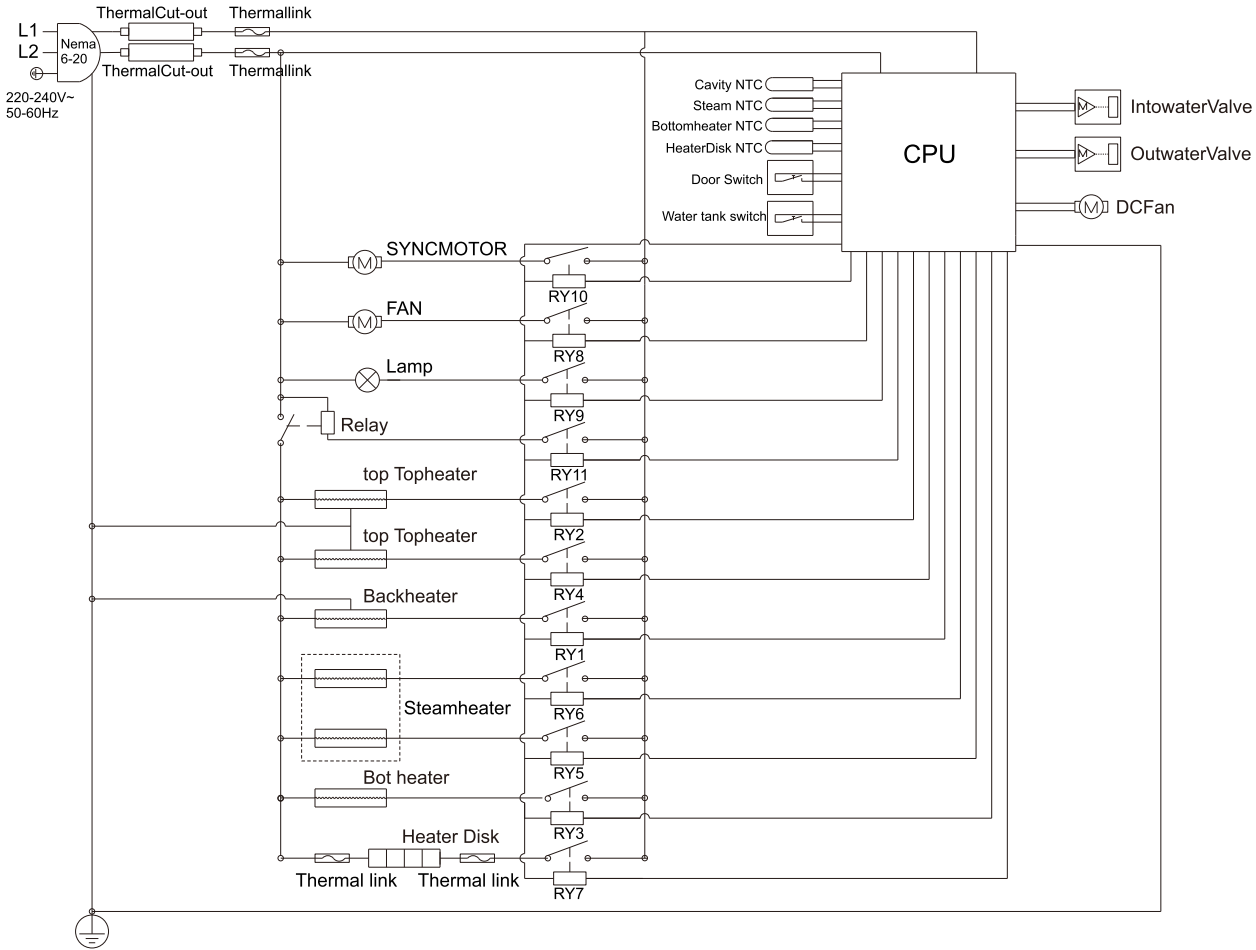 ThermalCut-out
Thermallink
L1
L2
Nema
6-20
ThermalCut-out
Thermallink
220-240V~
50-60Hz
Cavity NTC
Steam NTC
Bottomheater NTC
HeaterDisk NTC
Door Switch
Water tank switch
CPU
M
IntowaterValve
M
OutwaterValve
M
DCFan
SYNCMOTOR
M
RY10
FAN
M
RY8
Lamp
RY9
Relay
RY11
top Topheater
RY2
top Topheater
RY4
Backheater
RY1
RY6
Steamheater
RY5
Bot heater
RY3
Heater Disk
Thermal link
Thermal link
RY7